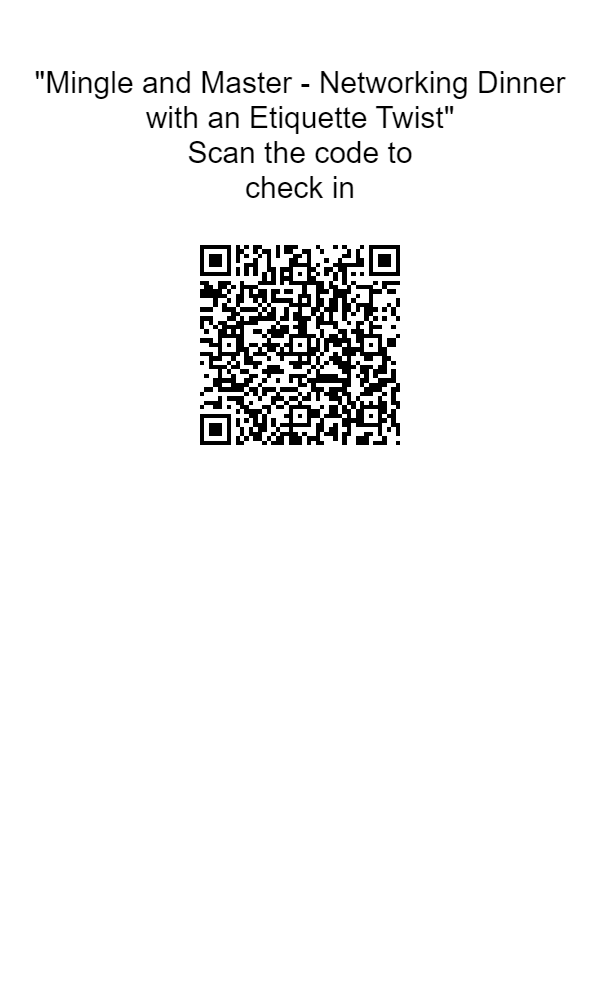 "Mingle and Master - Networking Dinner
with an Etiquette Twist"
Scan the code to
check in